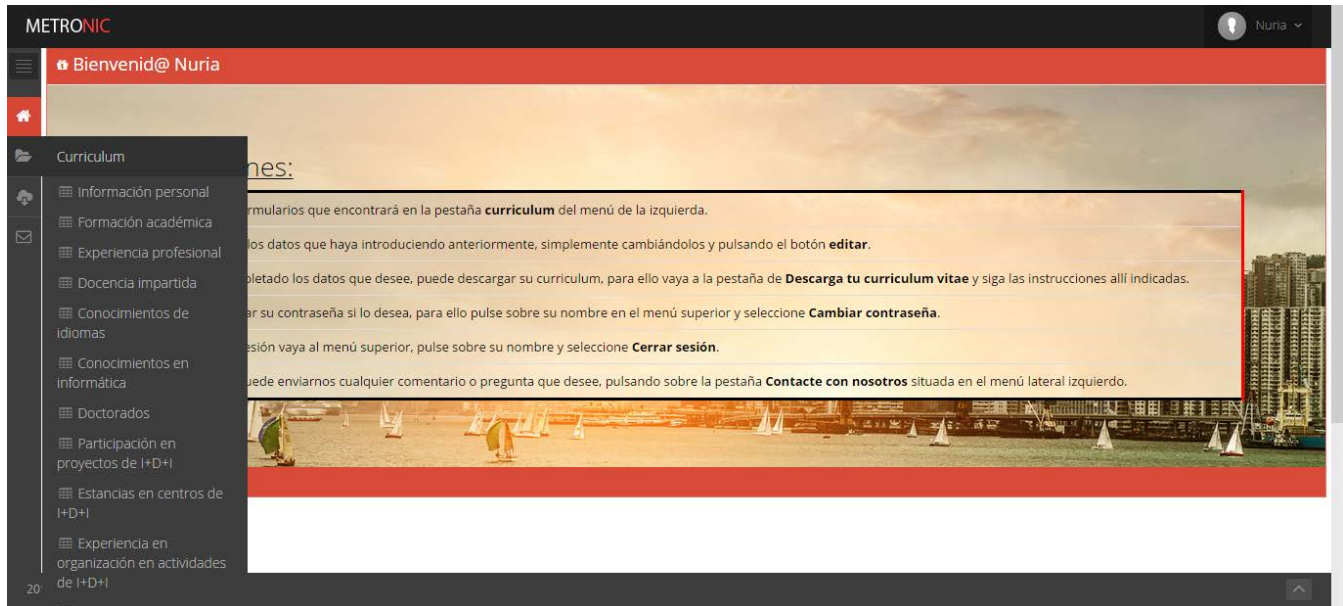 METRONIC
Nuria
Bienvenid@ Nuria
Curriculum
Información personal
Formación académica
Experiencia profesional
Docencia impartida
Conocimientos de
idiomas
Conocimientos en
informática
Doctorados
Participación en
proyectos de I+D+I
Estancias en centros de
I+D+I
Experiencia en
organización en actividades
de I+D+I
nes:
rmularios que encontrará en la pestaña curriculum del menú de la izquierda.
los datos que haya introduciendo anteriormente, simplemente cambiándolos y pulsando el botón editar.
pletado los datos que desee, puede descargar su curriculum, para ello vaya a la pestaña de Descarga tu curriculum vitae y siga las instrucciones allí indicadas.
ar su contraseña si lo desea, para ello pulse sobre su nombre en el menú superior y seleccione Cambiar contraseña.
esión vaya al menú superior, pulse sobre su nombre y seleccione Cerrar sesión.
uede enviarnos cualquier comentario o pregunta que desee, pulsando sobre la pestaña Contacte con nosotros situada en el menú lateral izquierdo.
20